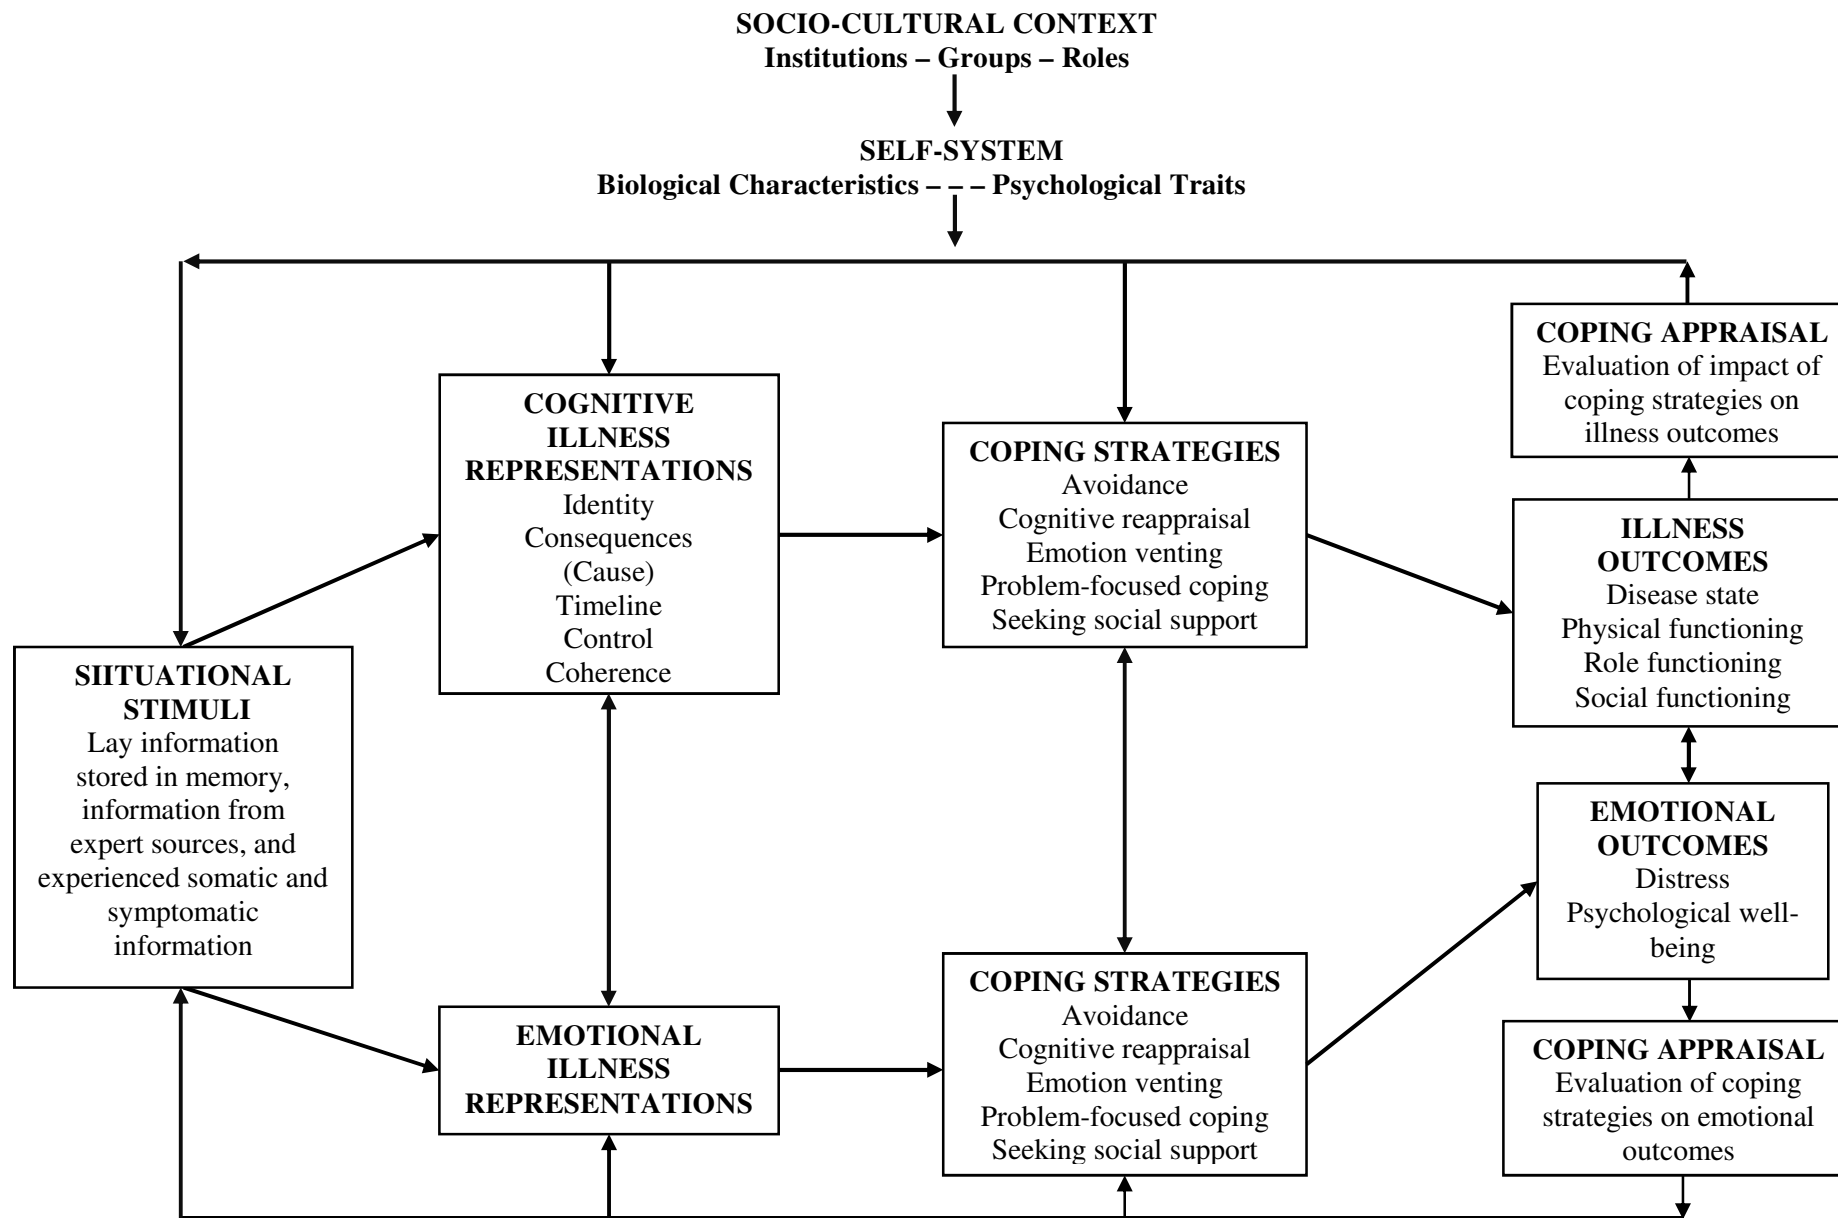 SOCIO-CULTURAL CONTEXT
Institutions – Groups – Roles
SELF-SYSTEM
Biological Characteristics – – – Psychological Traits
SIITUATIONAL
STIMULI
Lay information
stored in memory,
information from
expert sources, and
experienced somatic and
symptomatic
information
COGNITIVE
ILLNESS
REPRESENTATIONS
Identity
Consequences
(Cause)
Timeline
Control
Coherence
EMOTIONAL
ILLNESS
REPRESENTATIONS
COPING STRATEGIES
Avoidance
Cognitive reappraisal
Emotion venting
Problem-focused coping
Seeking social support
COPING STRATEGIES
Avoidance
Cognitive reappraisal
Emotion venting
Problem-focused coping
Seeking social support
COPING APPRAISAL
Evaluation of impact of
coping strategies on
illness outcomes
ILLNESS
OUTCOMES
Disease state
Physical functioning
Role functioning
Social functioning
EMOTIONAL
OUTCOMES
Distress
Psychological well-
being
COPING APPRAISAL
Evaluation of coping
strategies on emotional
outcomes